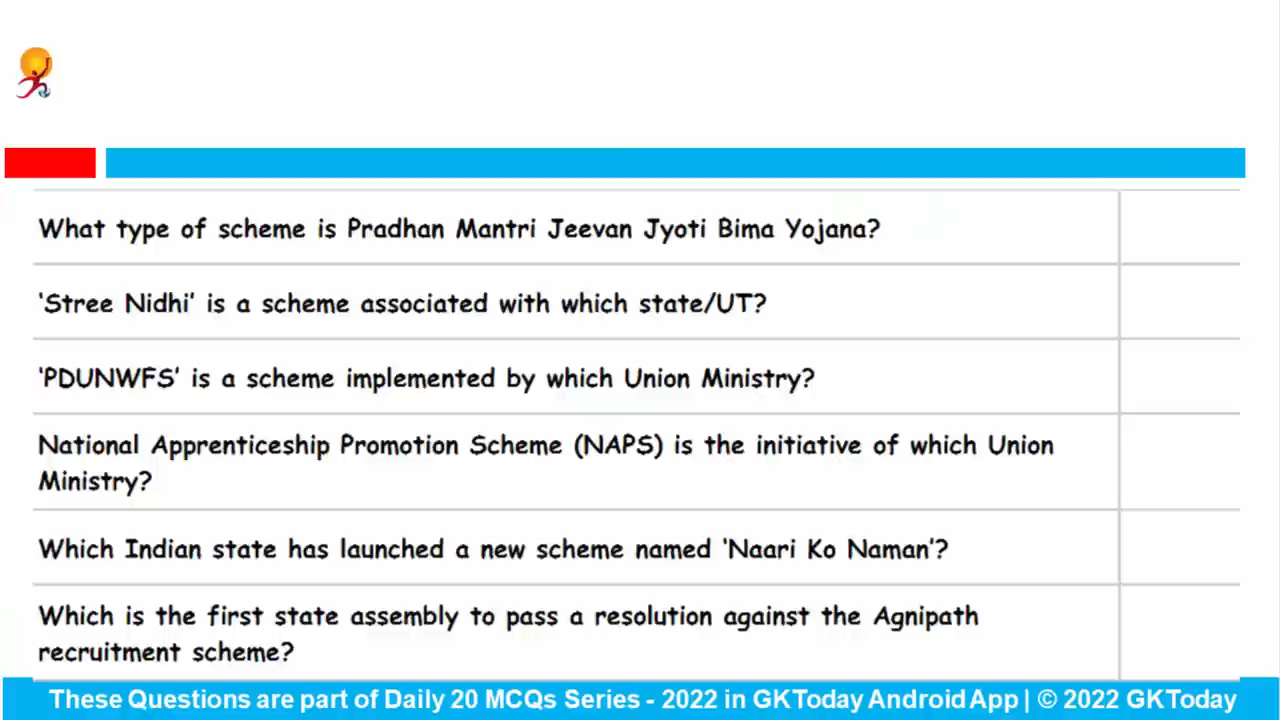 What type of scheme is Pradhan Mantri Jeevan Jyoti Bima Yojana?
‘Stree Nidhi’ is a scheme associated with which state/UT?
‘PDUNWFS’ is a scheme implemented by which Union Ministry?
National Apprenticeship Promotion Scheme (NAPS) is the initiative of which Union
Ministry?
Which Indian state has launched a new scheme named ‘Naari Ko Naman’?
Which is the first state assembly to pass a resolution against the Agnipath
recruitment scheme?
These Questions are part of Daily 20 MCQs Series - 2022 in GKToday Android App | © 2022 GKToday